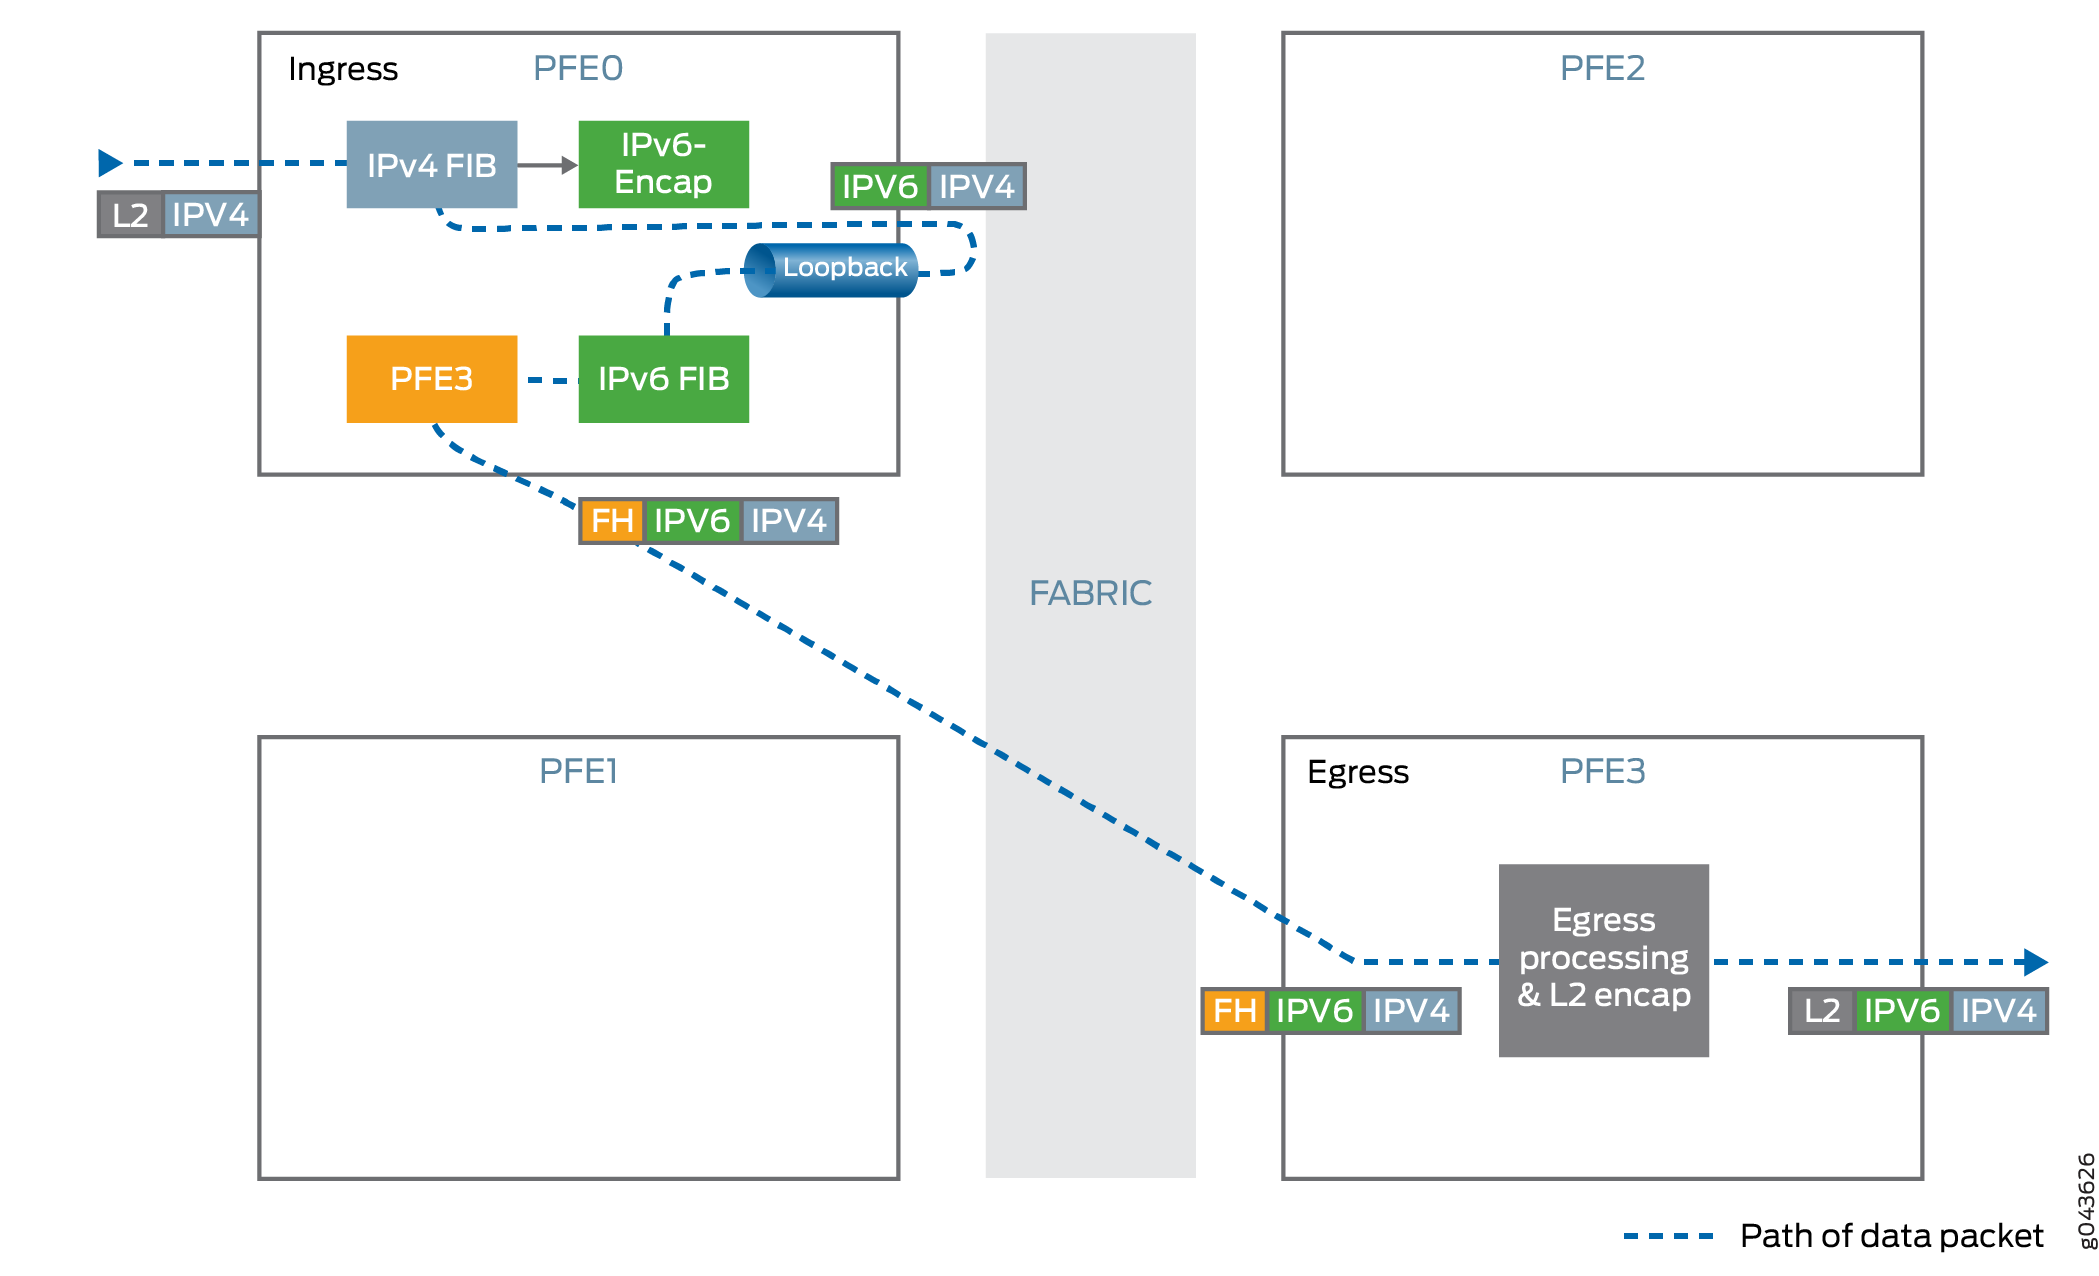 Ingress
PFE0
PFE2
IPv4 FIB
IPv6-
Encap
L2 IPV4
IPV6 IPV4
Loopback
PFE3
IPv6 FIB
FH IPV6 IPV4
FABRIC
PFE1
Egress
PFE3
Egress
processing
& L2 encap
FH IPV6 IPV4
L2 IPV6 IPV4
Path of data packet
g043626